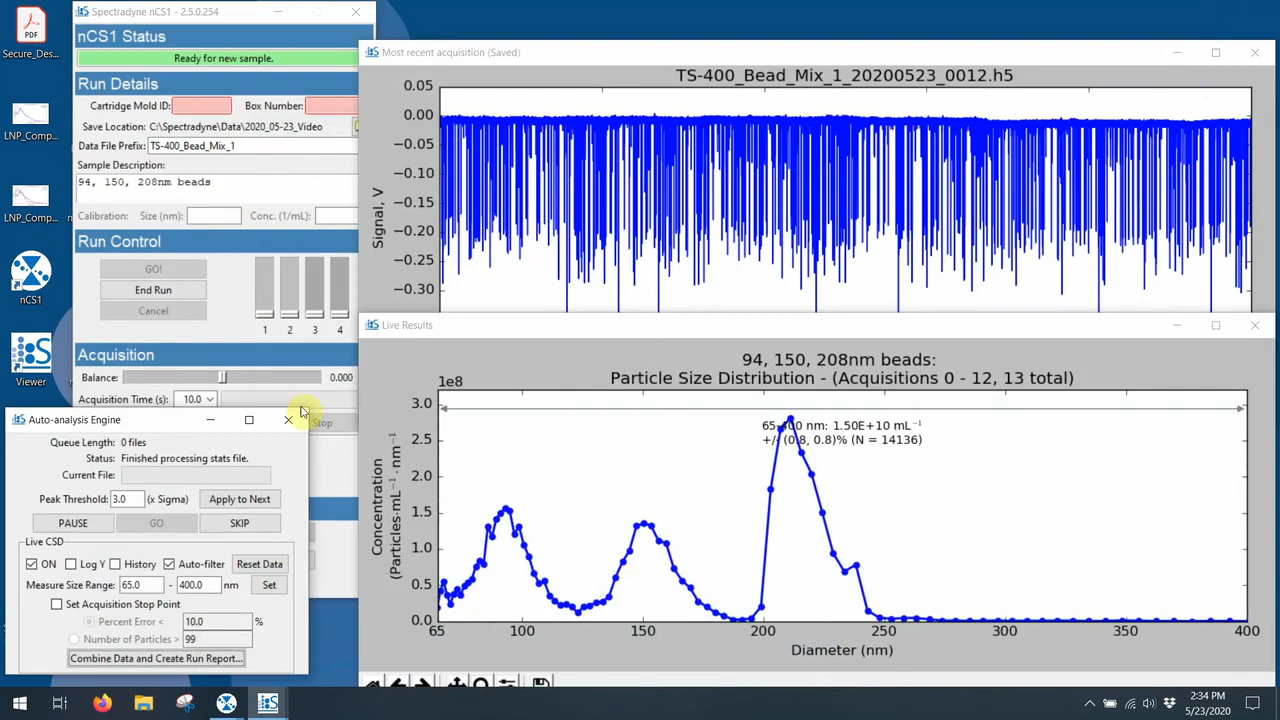 Secure_Des...
LNP_Comp...
LNP_Comp...
nCS1
Viewer
Spectradyne nCS1 - 2.5.0.254
nCS1 Status
Ready for new sample.
Run Details
Cartridge Mold ID:
Box Number:
Save Location: C:\Spectradyne\Data\2020_05-23_Video
Data File Prefix: TS-400_Bead_Mix_1
Sample Description:
94, 150, 208nm beads
Calibration: Size (nm): Conc. (1/mL):
Run Control
GO!
End Run
Cancel
1 2 3 4
Acquisition
Balance: 0.000
Acquisition Time (s): 10.0
Stop
Auto-analysis Engine
Queue Length: 0 files
Status: Finished processing stats file.
Current File:
Peak Threshold: 3.0 (x Sigma) Apply to Next
PAUSE GO SKIP
Live CSD
ON Log Y History Auto-filter Reset Data
Measure Size Range: 65.0 - 400.0 nm Set
Set Acquisition Stop Point
Percent Error < 10.0 %
Number of Particles > 99
Combine Data and Create Run Report...
Most recent acquisition (Saved)
TS-400_Bead_Mix_1_20200523_0012.h5
0.05
0.00
−0.05
−0.10
−0.15
−0.20
−0.25
−0.30
Signal, V
Live Results
94, 150, 208nm beads:
Particle Size Distribution - (Acquisitions 0 - 12, 13 total)
1e8
3.0
2.5
2.0
1.5
1.0
0.5
0.0
Concentration
(Particles·mL⁻¹·nm⁻¹)
65-400 nm: 1.50E+10 mL⁻¹
+/- (0.8, 0.8)% (N = 14136)
65 100 150 200 250 300 350 400
Diameter (nm)
2:34 PM
5/23/2020